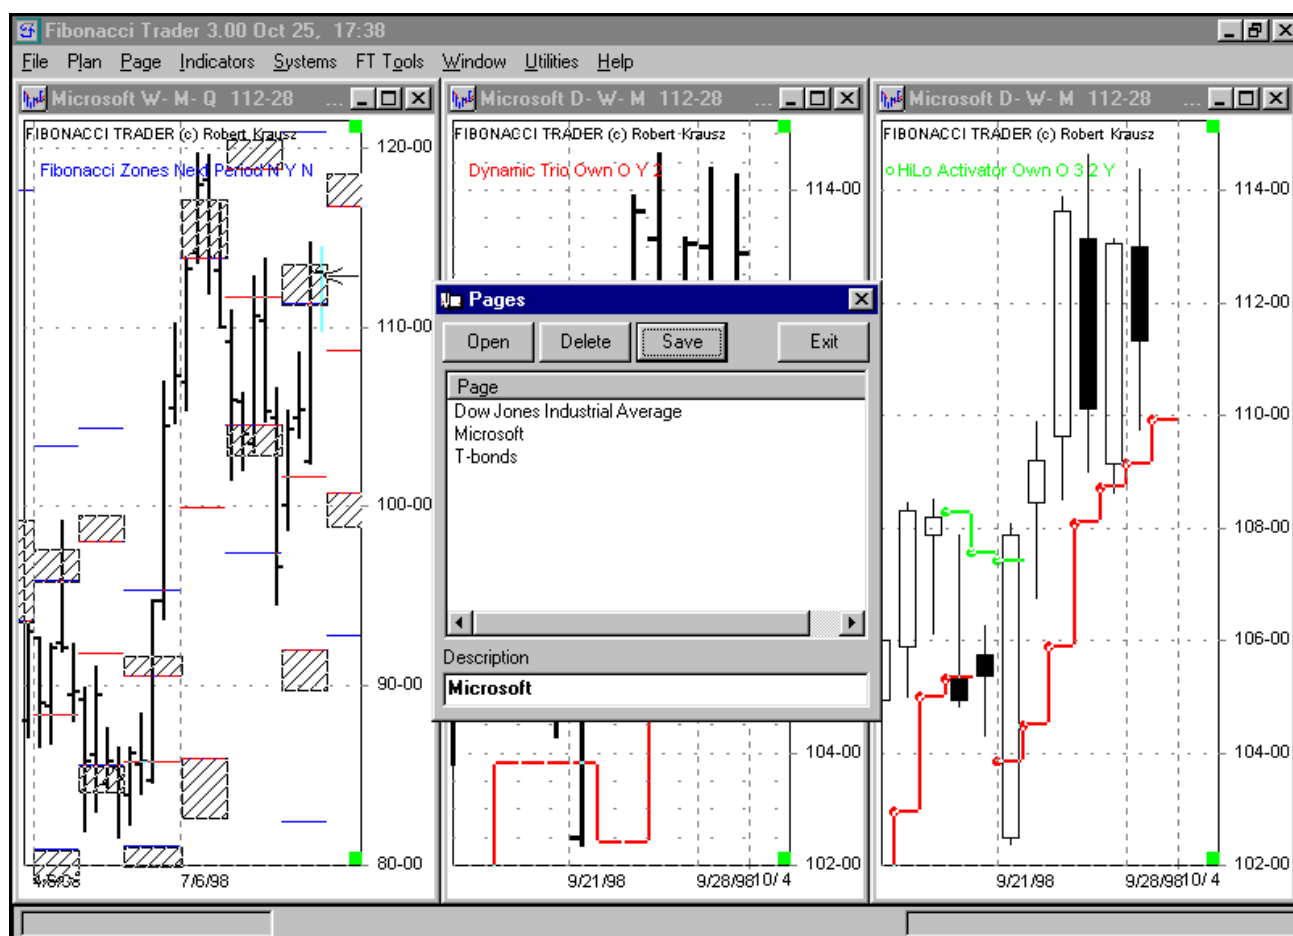 Fibonacci Trader 3.00 Oct 25, 17:38
File Plan Page Indicators Systems FT Tools Window Utilities Help
Microsoft W- M- Q 112-28 ...
FIBONACCI TRADER (c) Robert Krausz
Fibonacci Zones Next Period N Y N
120-00
110-00
100-00
90-00
80-00
7/6/98
Microsoft D- W- M 112-28 ...
FIBONACCI TRADER (c) Robert Krausz
Dynamic Trio Own O Y 2
114-00
104-00
102-00
9/21/98
9/28/98
10/ 4
Pages
Open Delete Save Exit
Page
Dow Jones Industrial Average
Microsoft
T-bonds
Description
Microsoft
Microsoft D- W- M 112-28 ...
FIBONACCI TRADER (c) Robert Krausz
HiLo Activator Own O 3 2 Y
114-00
112-00
110-00
108-00
106-00
104-00
102-00
9/21/98
9/28/98
10/ 4